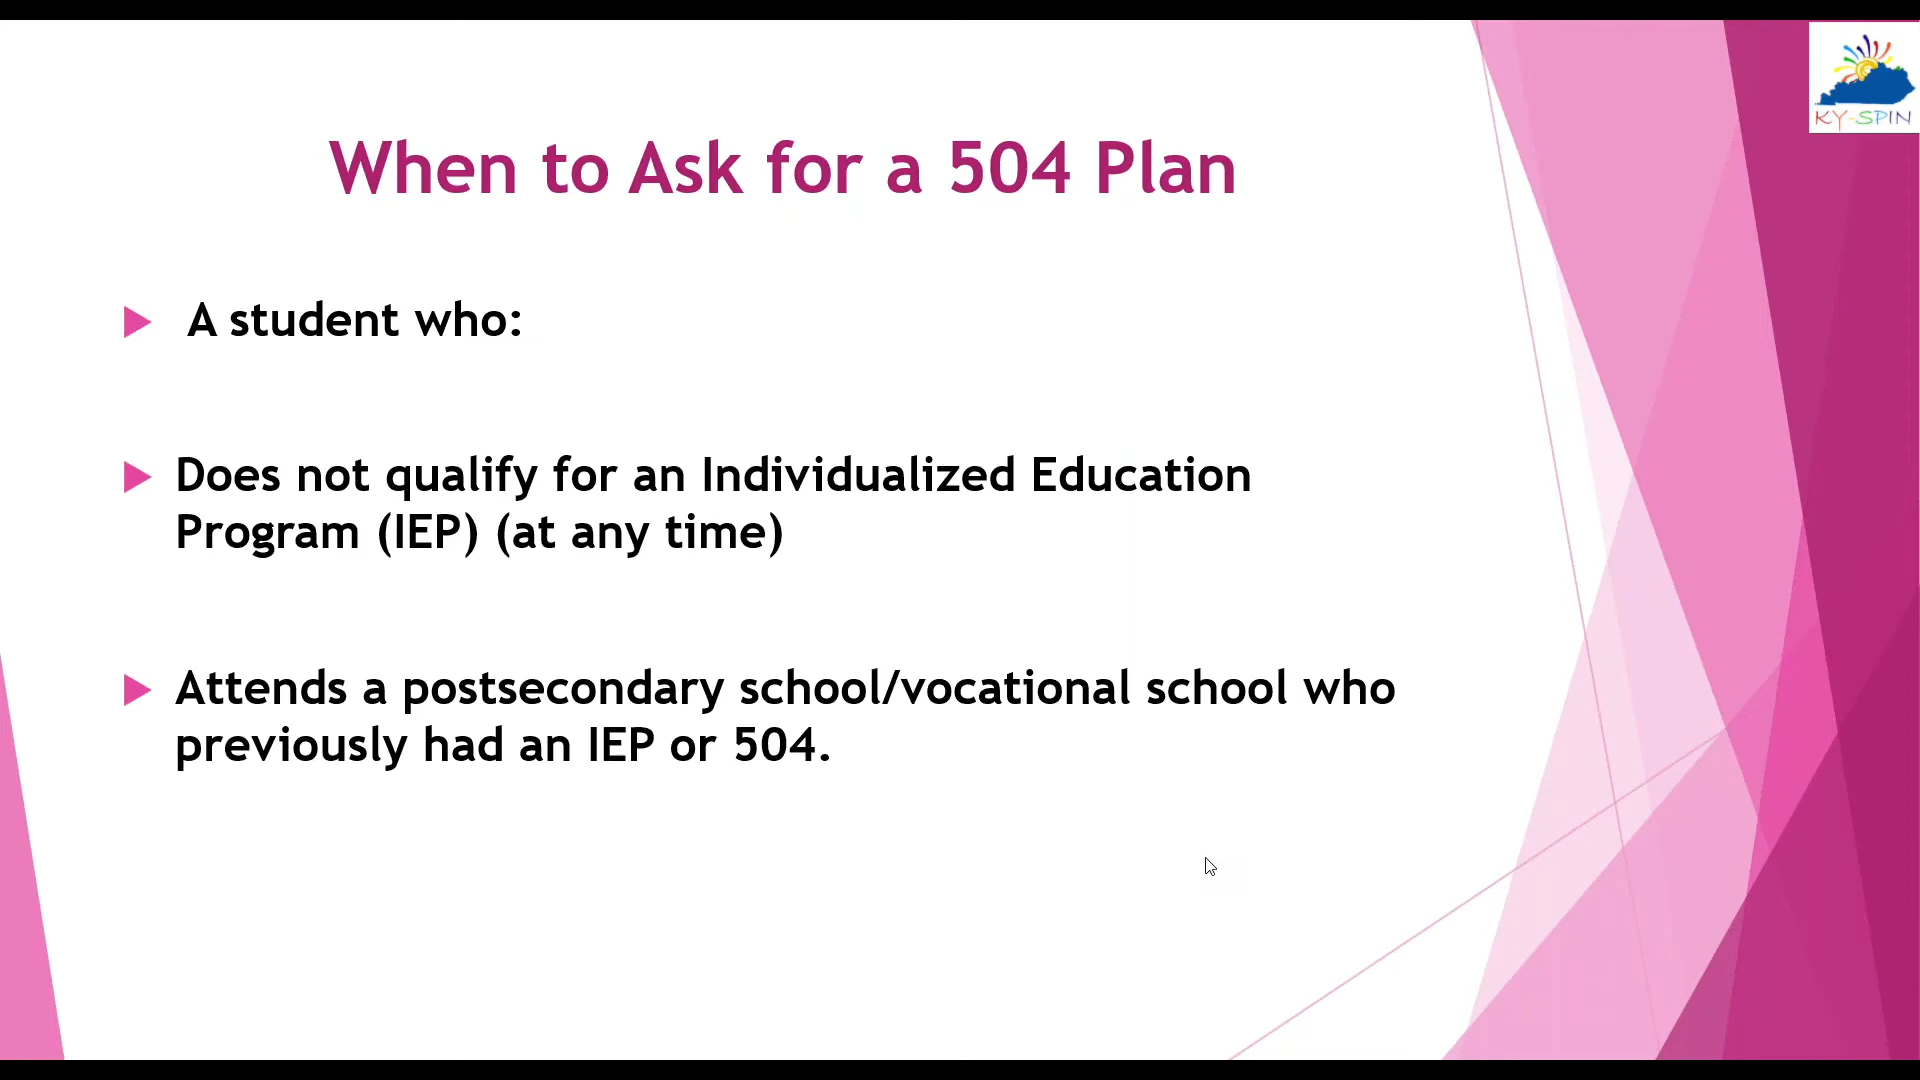 KY-SPIN
When to Ask for a 504 Plan
A student who:
Does not qualify for an Individualized Education
Program (IEP) (at any time)
Attends a postsecondary school/vocational school who
previously had an IEP or 504.